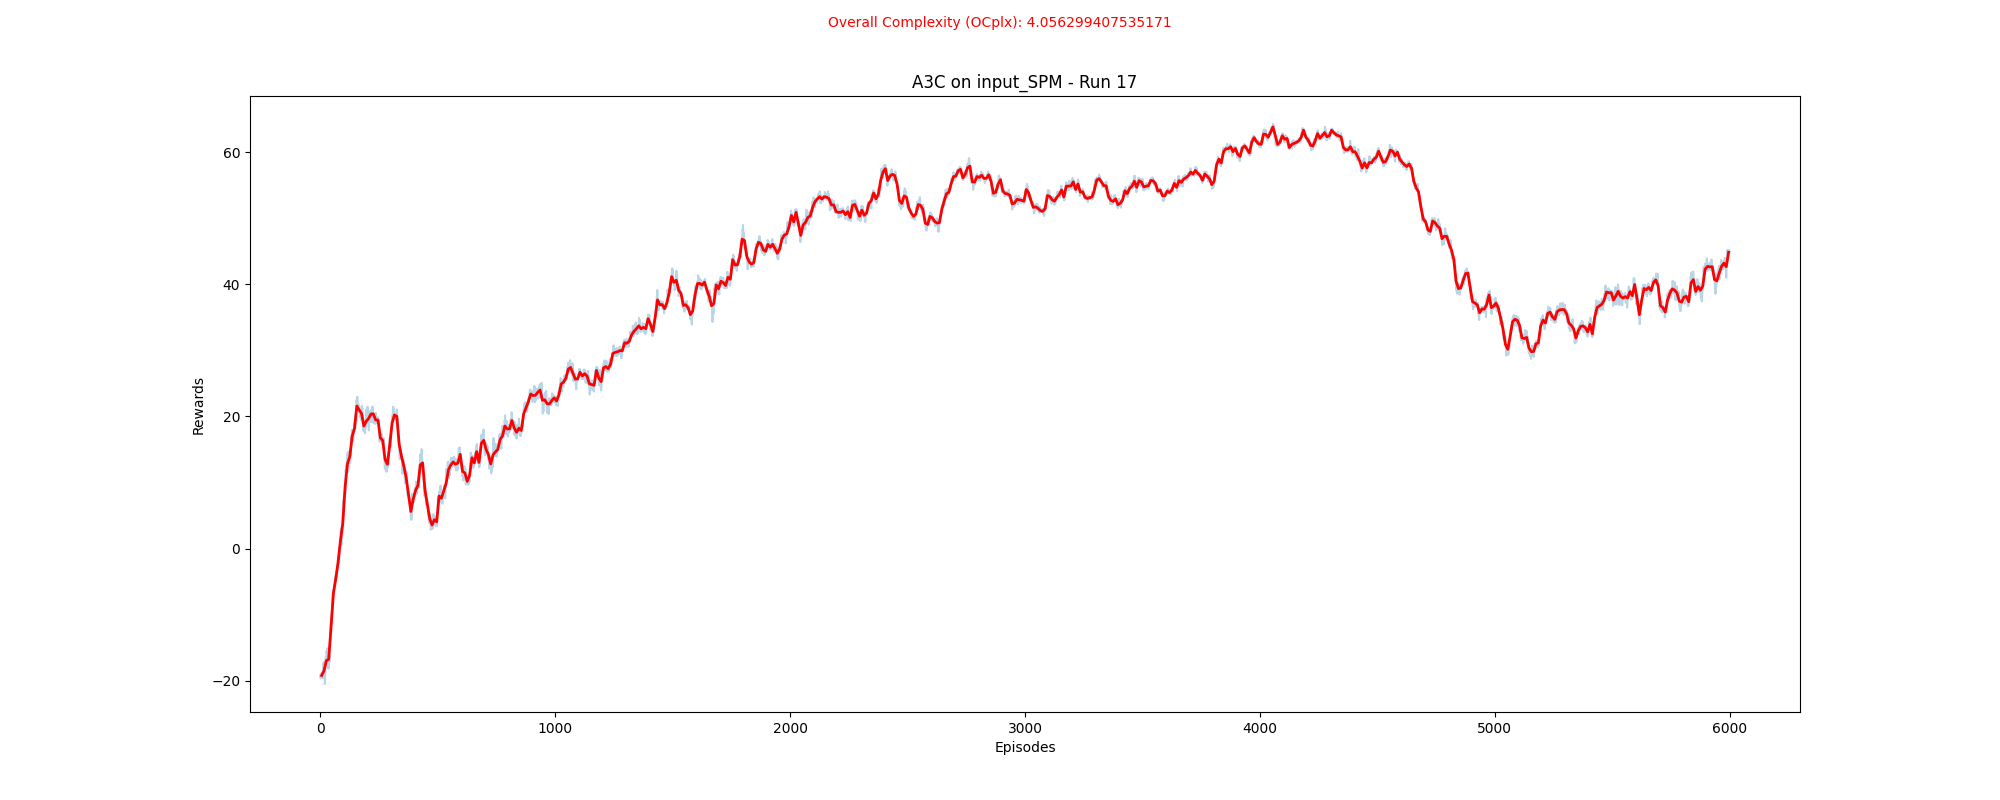 Overall Complexity (OCplx): 4.056299407535171
A3C on input_SPM - Run 17
60
40
20
0
−20
Rewards
0 1000 2000 3000 4000 5000 6000
Episodes